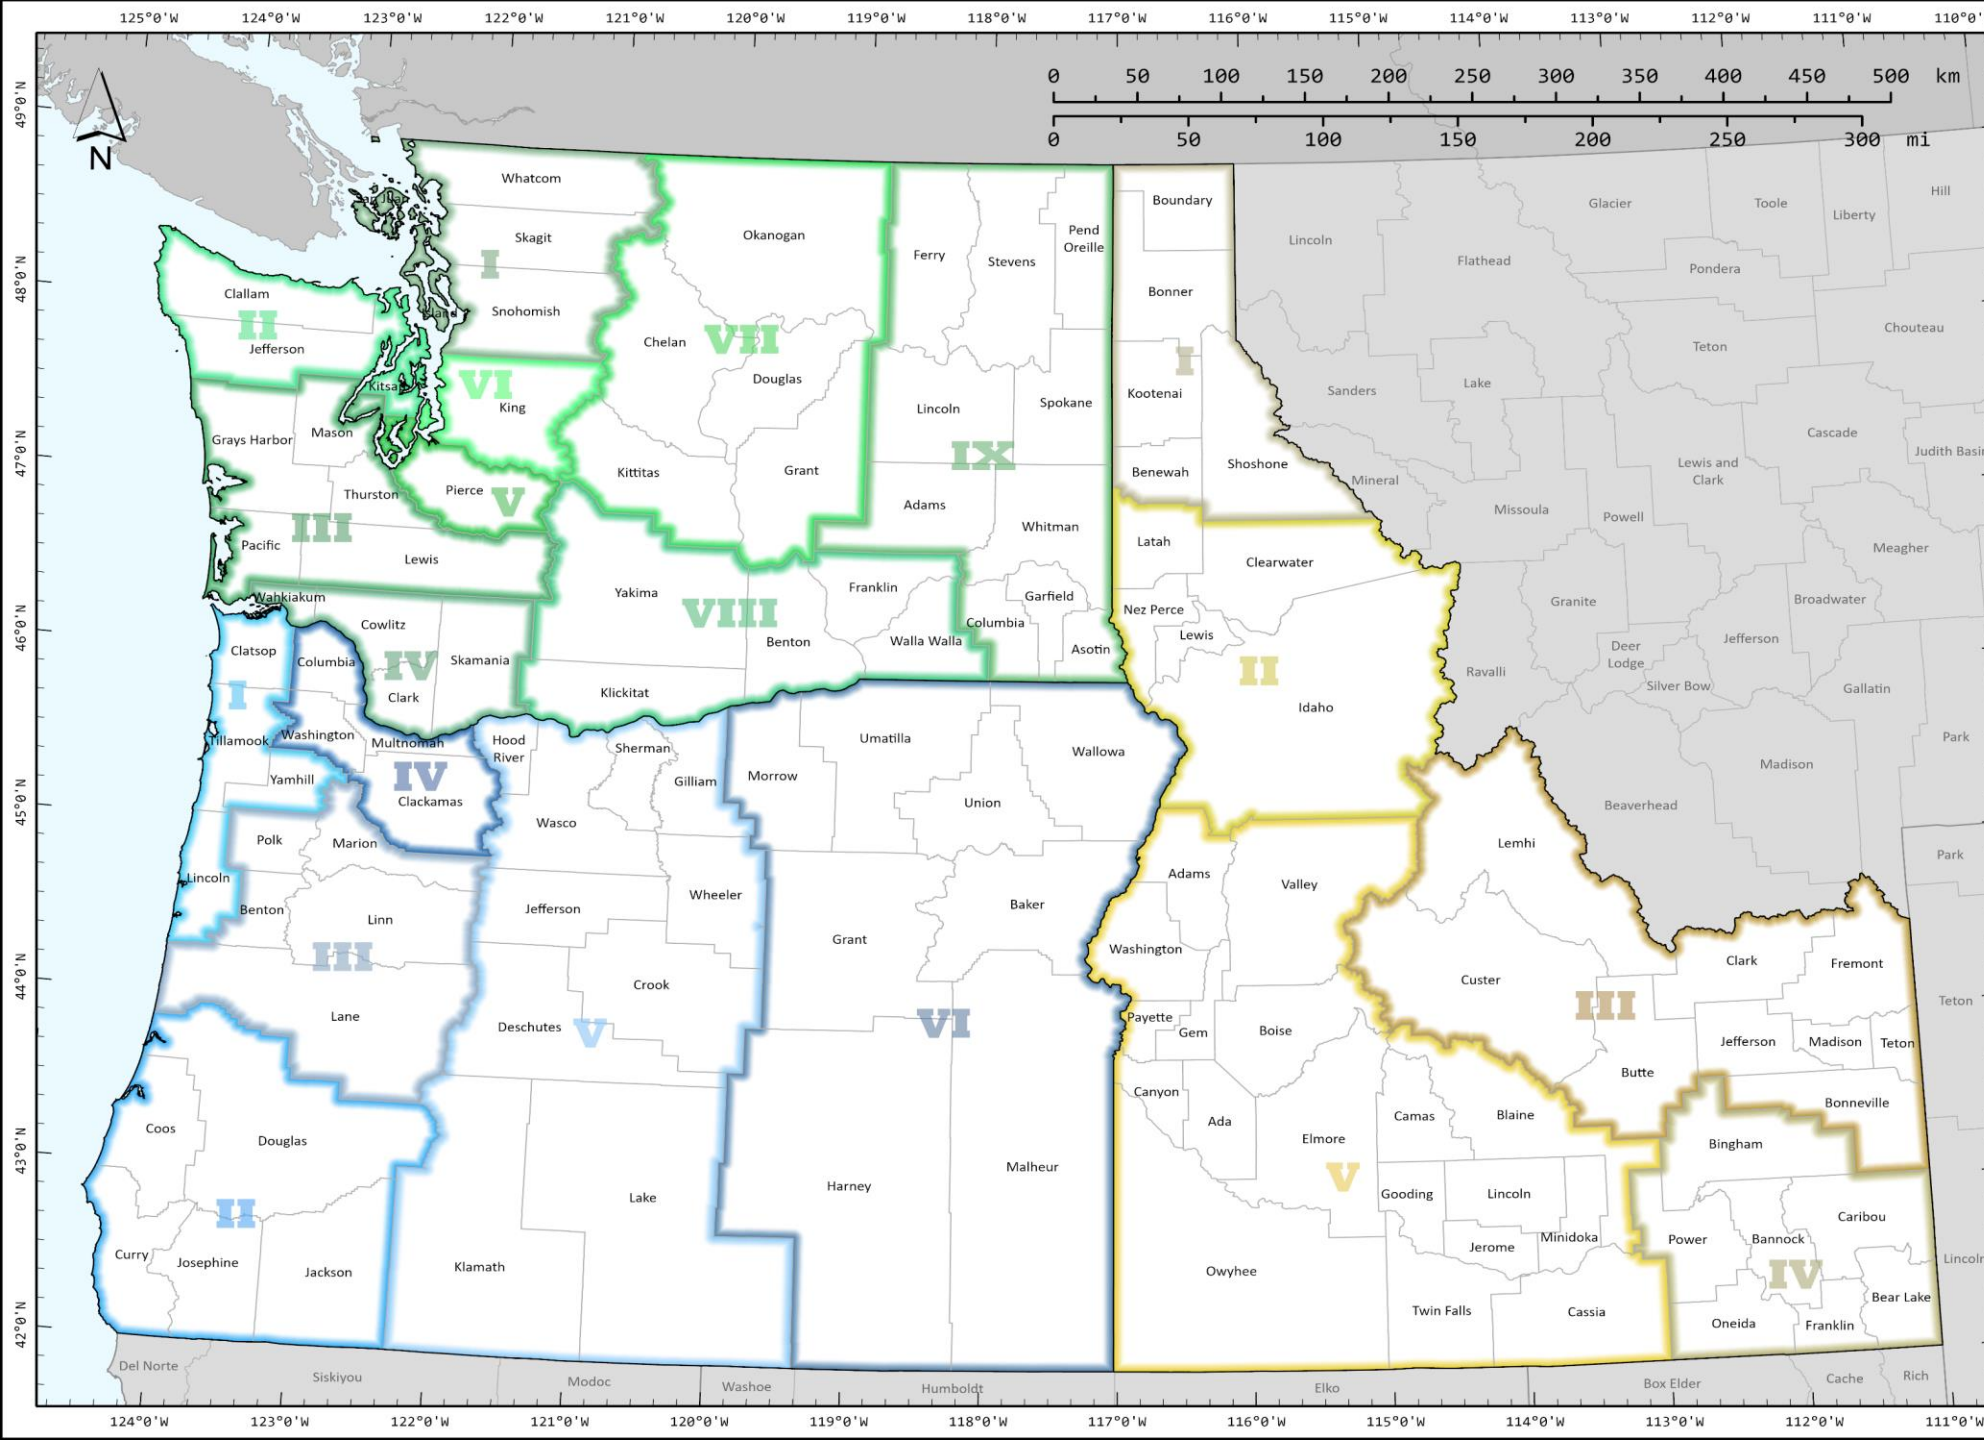 125°0'W 124°0'W 123°0'W 122°0'W 121°0'W 120°0'W 119°0'W 118°0'W 117°0'W 116°0'W 115°0'W 114°0'W 113°0'W 112°0'W 111°0'W 110°0'
0 50 100 150 200 250 300 350 400 450 500 km
0 50 100 150 200 250 300 mi
N
49°0'N
48°0'N
47°0'N
46°0'N
45°0'N
44°0'N
43°0'N
42°0'N
Whatcom
San Juan
Skagit
I
Snohomish
Island
Clallam
II
Jefferson
Kitsap
VI
King
Grays Harbor
Mason
Thurston
Pierce
V
III
Pacific
Lewis
Wahkiakum
Cowlitz
IV
Skamania
Clark
Okanogan
Chelan
VII
Douglas
Kittitas
Grant
Yakima
VIII
Benton
Klickitat
Franklin
Walla Walla
Ferry
Stevens
Pend
Oreille
Lincoln
Spokane
IX
Adams
Whitman
Garfield
Columbia
Asotin
Clatsop
I
Tillamook
Yamhill
Lincoln
Columbia
Washington
Multnomah
IV
Clackamas
Polk
Marion
Benton
Linn
III
Lane
Coos
Douglas
II
Curry
Josephine
Jackson
Hood
River
Sherman
Gilliam
Wasco
Jefferson
Wheeler
Crook
Deschutes
V
Lake
Klamath
Morrow
Umatilla
Wallowa
Union
Baker
Grant
VI
Malheur
Harney
Boundary
Bonner
I
Kootenai
Benewah
Shoshone
Latah
Clearwater
Nez Perce
Lewis
II
Idaho
Adams
Valley
Washington
Payette
Gem
Boise
Canyon
Ada
Elmore
V
Camas
Blaine
Gooding
Lincoln
Jerome
Minidoka
Owyhee
Twin Falls
Cassia
Lemhi
Custer
III
Butte
Clark
Fremont
Jefferson
Madison
Teton
Bonneville
Bingham
Power
Bannock
Caribou
IV
Oneida
Franklin
Bear Lake
Lincoln
Flathead
Glacier
Toole
Liberty
Hill
Pondera
Chouteau
Teton
Sanders
Lake
Cascade
Judith Basi
Mineral
Missoula
Powell
Lewis and
Clark
Meagher
Granite
Broadwater
Jefferson
Deer
Lodge
Ravalli
Silver Bow
Gallatin
Park
Madison
Beaverhead
Park
Teton
Lincol
Del Norte
Siskiyou
Modoc
Washoe
Humboldt
Elko
Box Elder
Cache
Rich
124°0'W 123°0'W 122°0'W 121°0'W 120°0'W 119°0'W 118°0'W 117°0'W 116°0'W 115°0'W 114°0'W 113°0'W 112°0'W 111°0'W